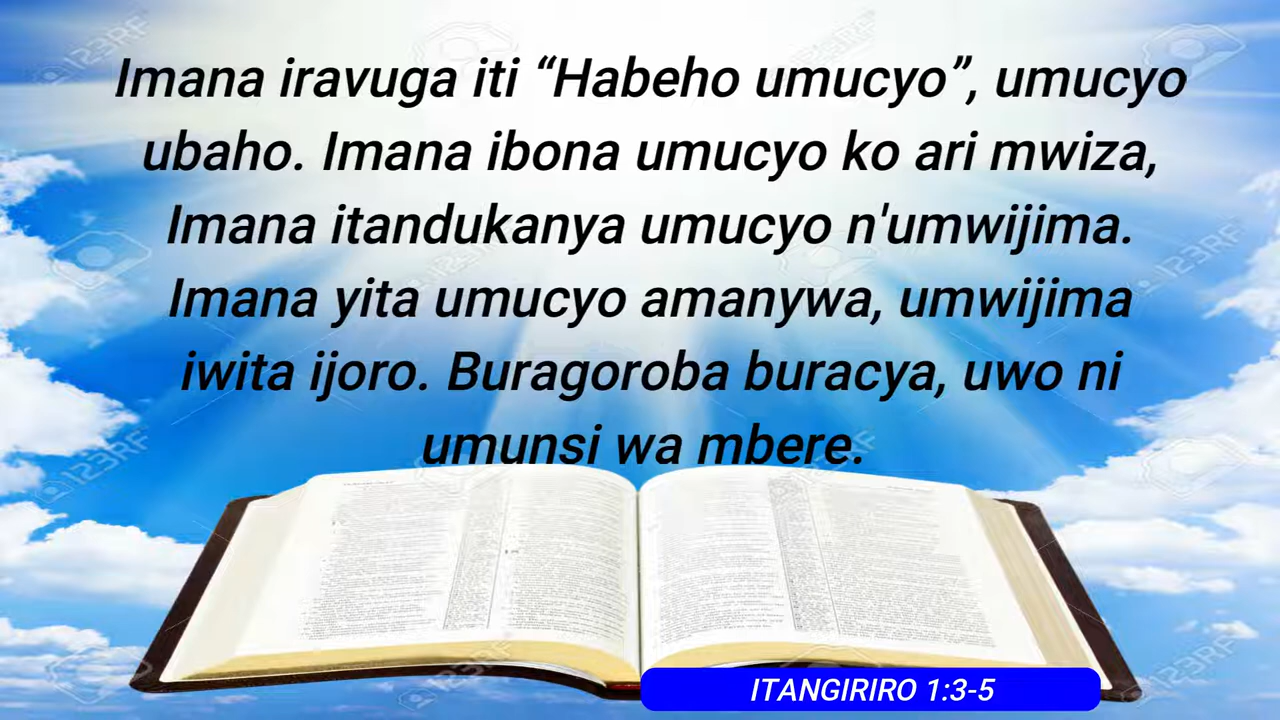 Imana iravuga iti “Habeho umucyo”, umucyo
ubaho. Imana ibona umucyo ko ari mwiza,
Imana itandukanya umucyo n'umwijima.
Imana yita umucyo amanywa, umwijima
iwita ijoro. Buragoroba buracya, uwo ni
umunsi wa mbere.
ITANGIRIRO 1:3-5